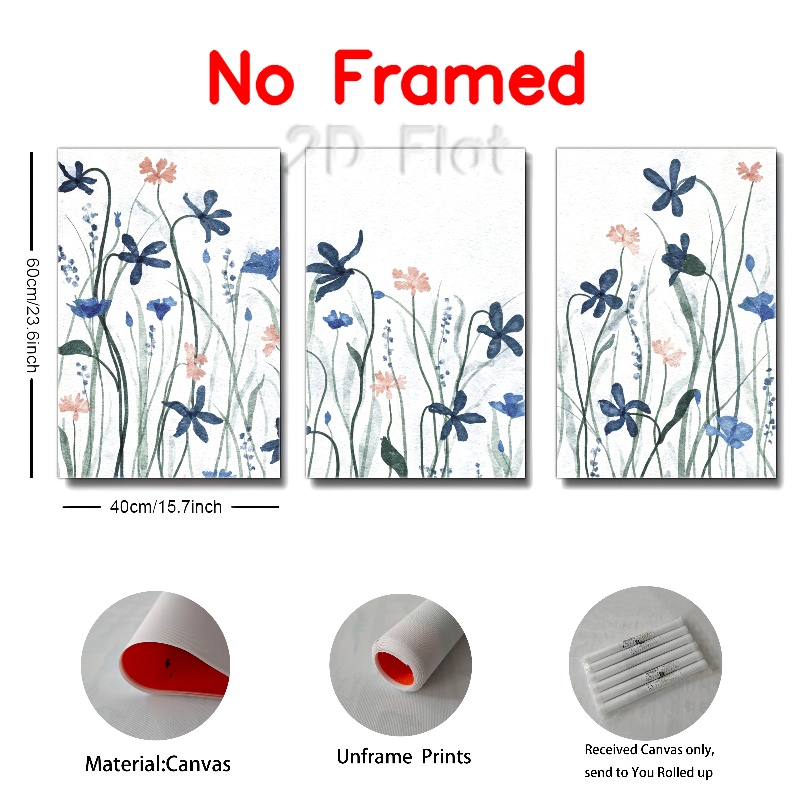 No Framed
2D Flat
60cm/23.6inch
40cm/15.7inch
Material:Canvas
Unframe Prints
Received Canvas only,
send to You Rolled up